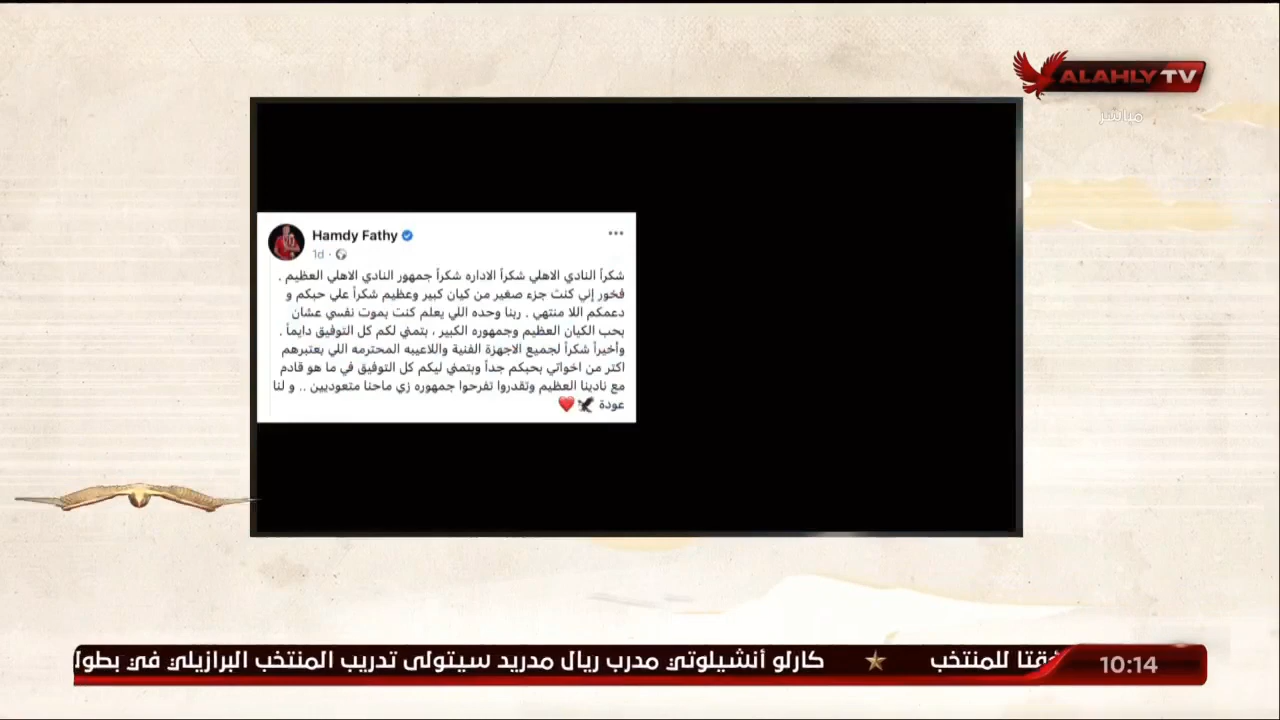 ALAHLY TV
مباشر
Hamdy Fathy
1d
شكراً النادي الاهلي شكراً الاداره شكراً جمهور النادي الاهلي العظيم .
فخور إني كنت جزء صغير من كيان كبير وعظيم شكراً علي حبكم و
دعمكم اللا منتهي . ربنا وحده اللي يعلم كنت بموت نفسي عشان
بحب الكيان العظيم وجمهوره الكبير ، بتمني لكم كل التوفيق دايماً .
وأخيراً شكراً لجميع الاجهزة الفنية واللاعيبه المحترمه اللي بعتبرهم
اكتر من اخواتي بحبكم جداً وبتمني ليكم كل التوفيق في ما هو قادم
مع نادينا العظيم وتقدروا تفرحوا جمهوره زي ماحنا متعوديين .. و لنا
عودة 🦅❤️
للمنتخب ★ كارلو أنشيلوتي مدرب ريال مدريد سيتولى تدريب المنتخب البرازيلي في
10:14